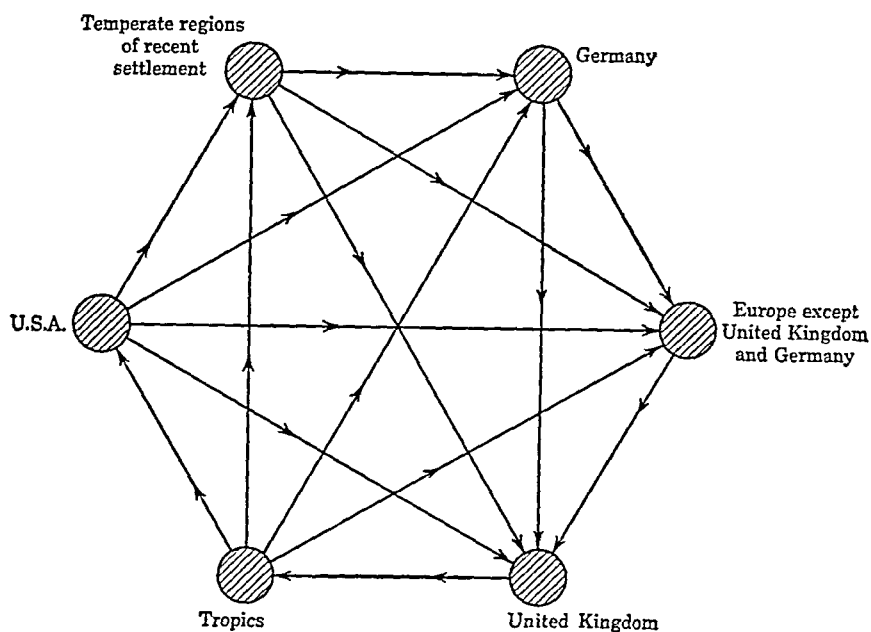 Temperate regions
of recent
settlement
Germany
U.S.A.
Europe except
United Kingdom
and Germany
Tropics
United Kingdom